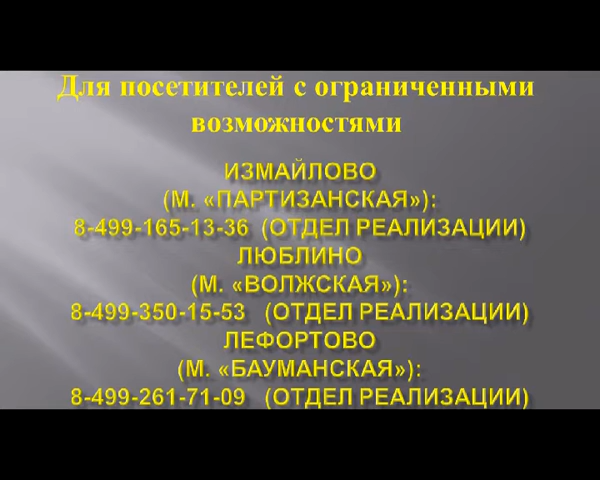 Для посетителей с ограниченными
возможностями
ИЗМАЙЛОВО
(М. «ПАРТИЗАНСКАЯ»):
8-499-165-13-36 (ОТДЕЛ РЕАЛИЗАЦИИ)
ЛЮБЛИНО
(М. «ВОЛЖСКАЯ»):
8-499-350-15-53 (ОТДЕЛ РЕАЛИЗАЦИИ)
ЛЕФОРТОВО
(М. «БАУМАНСКАЯ»):
8-499-261-71-09 (ОТДЕЛ РЕАЛИЗАЦИИ)